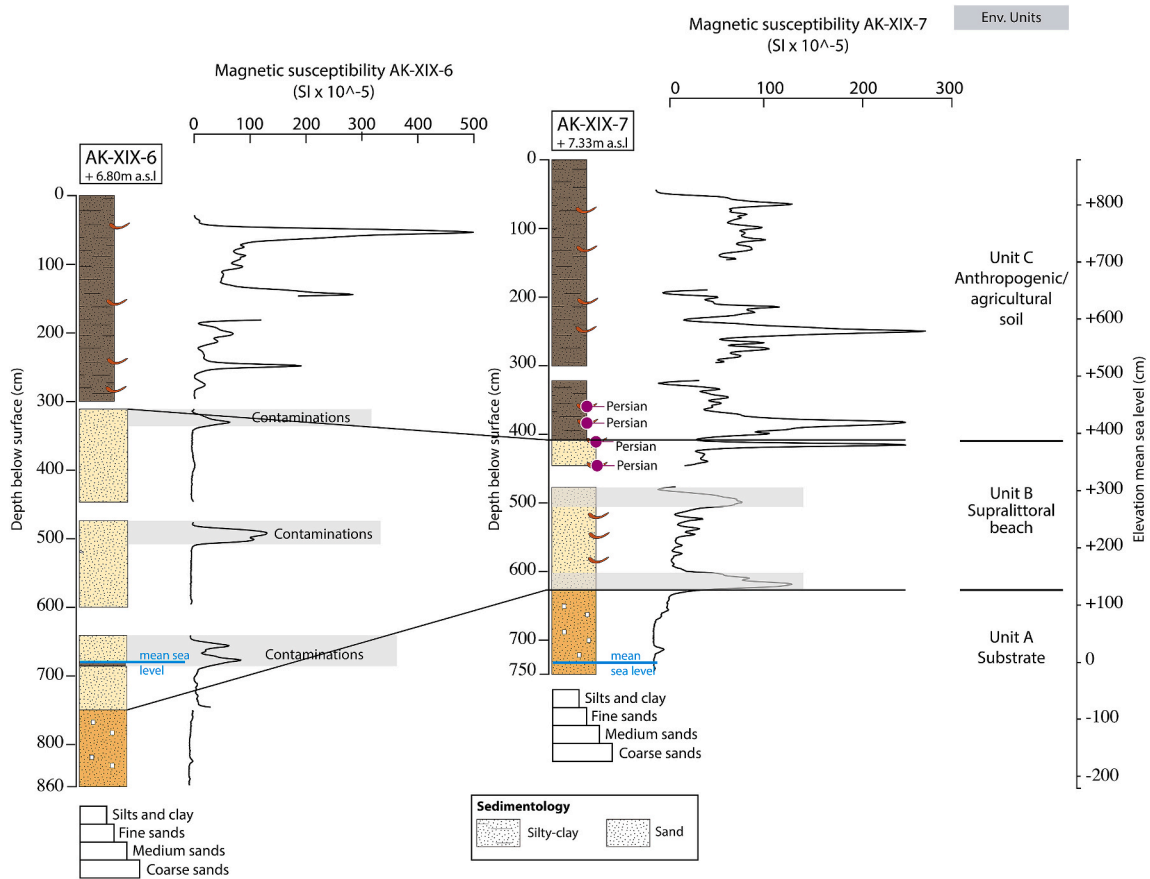 Magnetic susceptibility AK-XIX-7
(SI x 10^-5)
Env. Units
0 100 200 300
Magnetic susceptibility AK-XIX-6
(SI x 10^-5)
0 100 200 300 400 500
AK-XIX-6
+ 6.80m a.s.l
AK-XIX-7
+ 7.33m a.s.l
Depth below surface (cm)
0
100
200
300
400
500
600
700
800
860
Contaminations
Contaminations
Contaminations
mean sea
level
Silts and clay
Fine sands
Medium sands
Coarse sands
Depth below surface (cm)
0
100
200
300
400
500
600
700
750
Persian
Persian
Persian
Persian
mean
sea level
Silts and clay
Fine sands
Medium sands
Coarse sands
Unit C
Anthropogenic/
agricultural
soil
Unit B
Supralittoral
beach
Unit A
Substrate
+800
+700
+600
+500
+400
+300
+200
+100
0
-100
-200
Elevation mean sea level (cm)
Sedimentology
Silty-clay
Sand